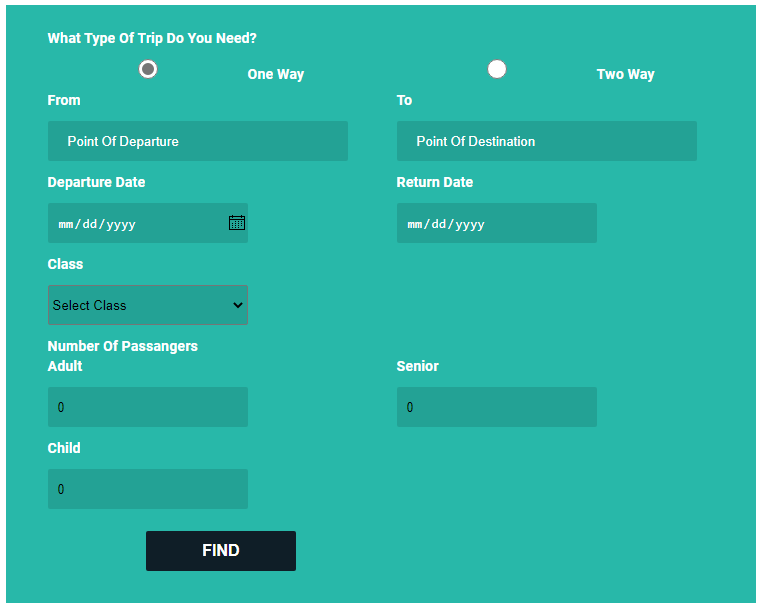 What Type Of Trip Do You Need?
One Way Two Way
From To
Point Of Departure Point Of Destination
Departure Date Return Date
mm/dd/yyyy mm/dd/yyyy
Class
Select Class
Number Of Passangers
Adult Senior
0 0
Child
0
FIND